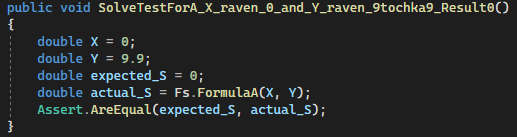 public void SolveTestForA_X_raven_0_and_Y_raven_9tochka9_Result0()
{
double X = 0;
double Y = 9.9;
double expected_S = 0;
double actual_S = Fs.FormulaA(X, Y);
Assert.AreEqual(expected_S, actual_S);
}